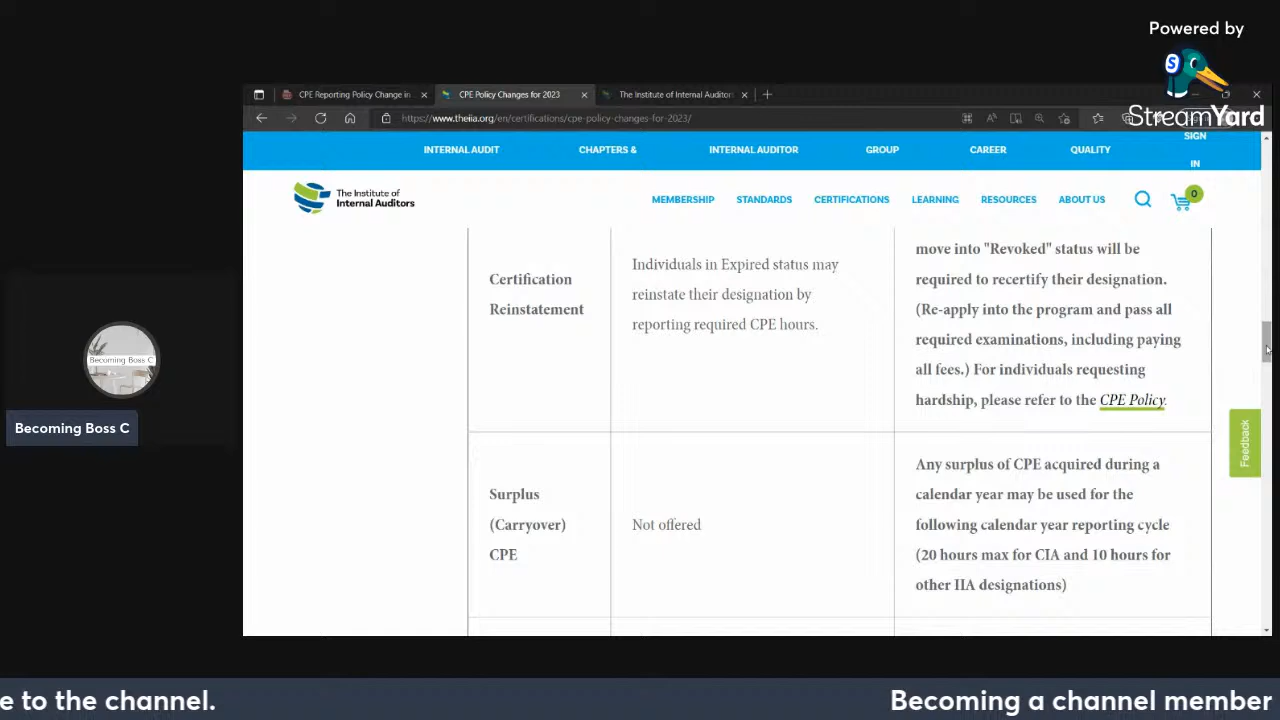 Powered by
StreamYard
CPE Reporting Policy Change in
CPE Policy Changes for 2023
The Institute of Internal Auditor
https://www.theiia.org/en/certifications/cpe-policy-changes-for-2023/
INTERNAL AUDIT
CHAPTERS &
INTERNAL AUDITOR
GROUP
CAREER
QUALITY
SIGN
IN
The Institute of
Internal Auditors
MEMBERSHIP
STANDARDS
CERTIFICATIONS
LEARNING
RESOURCES
ABOUT US
0
Certification
Reinstatement
Individuals in Expired status may
reinstate their designation by
reporting required CPE hours.
move into "Revoked" status will be
required to recertify their designation.
(Re-apply into the program and pass all
required examinations, including paying
all fees.) For individuals requesting
hardship, please refer to the CPE Policy.
Surplus
(Carryover)
CPE
Not offered
Any surplus of CPE acquired during a
calendar year may be used for the
following calendar year reporting cycle
(20 hours max for CIA and 10 hours for
other IIA designations)
Feedback
Becoming Boss C
Becoming Boss C
e to the channel.
Becoming a channel member